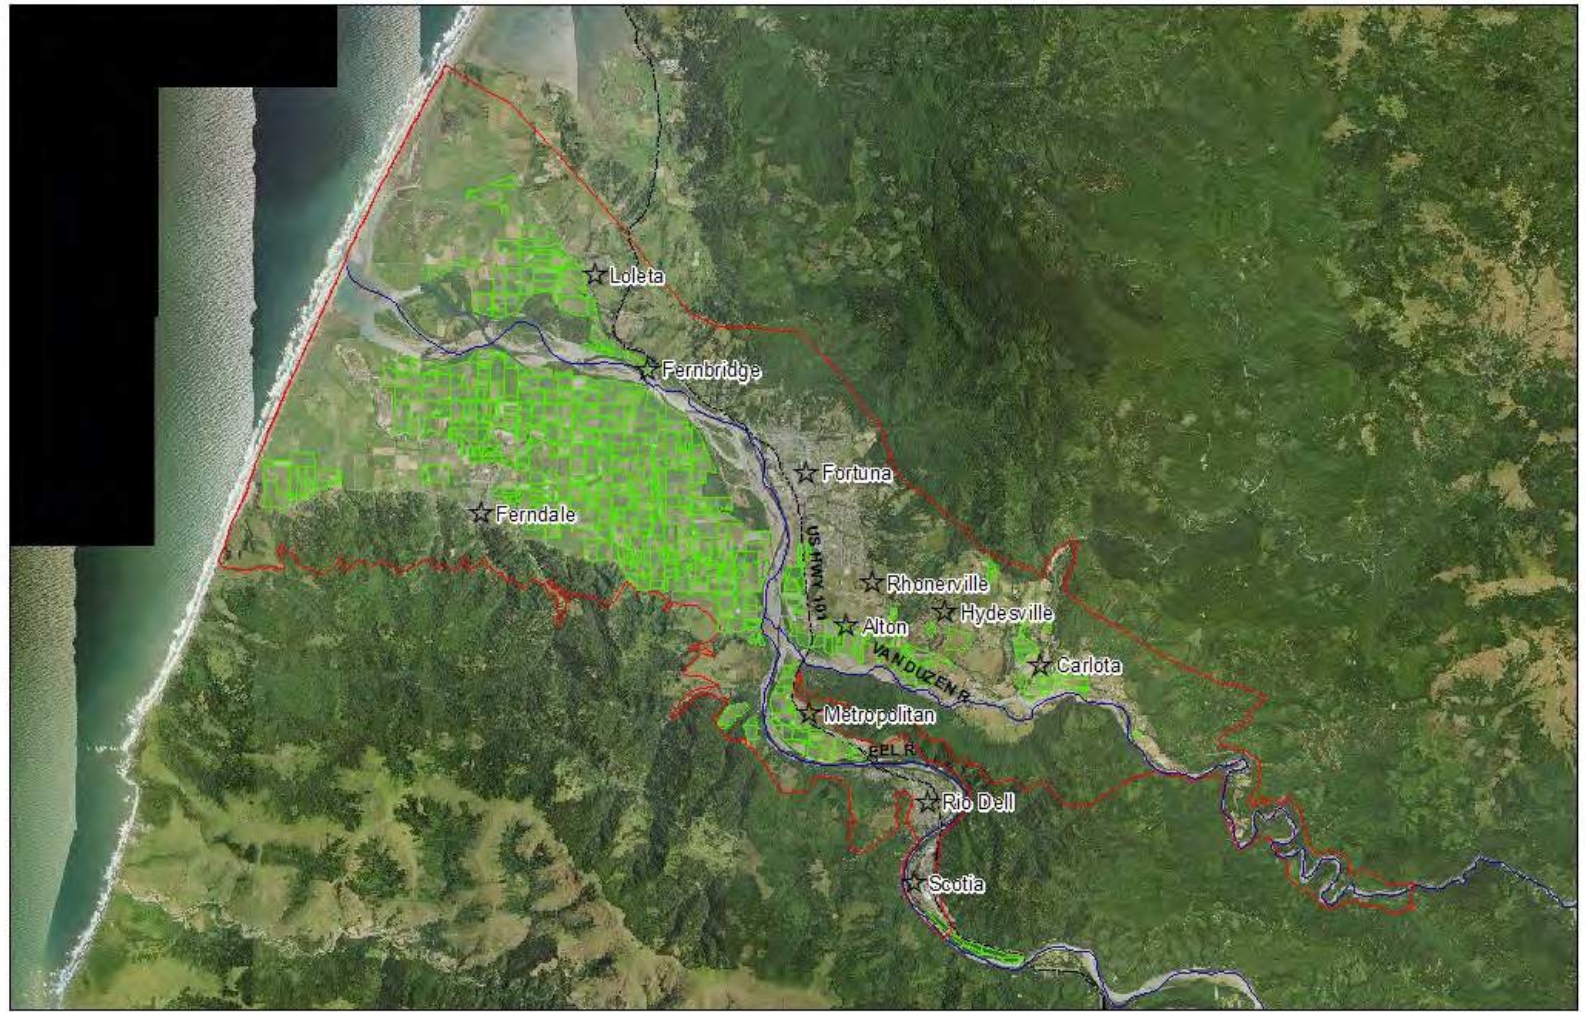 Loleta
Fernbridge
Fortuna
Ferndale
US HWY 101
Rhonerville
Hydesville
Alton
VAN DUZEN R.
Carlota
Metropolitan
EEL R.
Rio Dell
Scotia